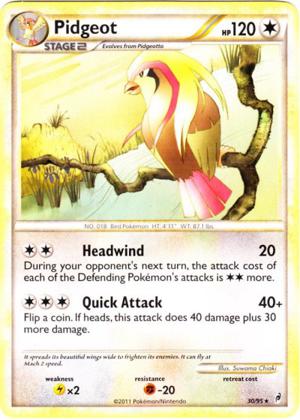 Pidgeot HP 120
STAGE 2 Evolves from Pidgeotto
NO. 018 Bird Pokémon HT. 4'11" WT. 87.1 lbs.
Headwind 20
During your opponent's next turn, the attack cost of
each of the Defending Pokémon's attacks is more.
Quick Attack 40+
Flip a coin. If heads, this attack does 40 damage plus 30
more damage.
It spreads its beautiful wings wide to frighten its enemies. It can fly at
Mach 2 speed.
Illus. Suwama Chiaki
weakness resistance retreat cost
×2 -20
©2011 Pokémon/Nintendo 30/95 ★